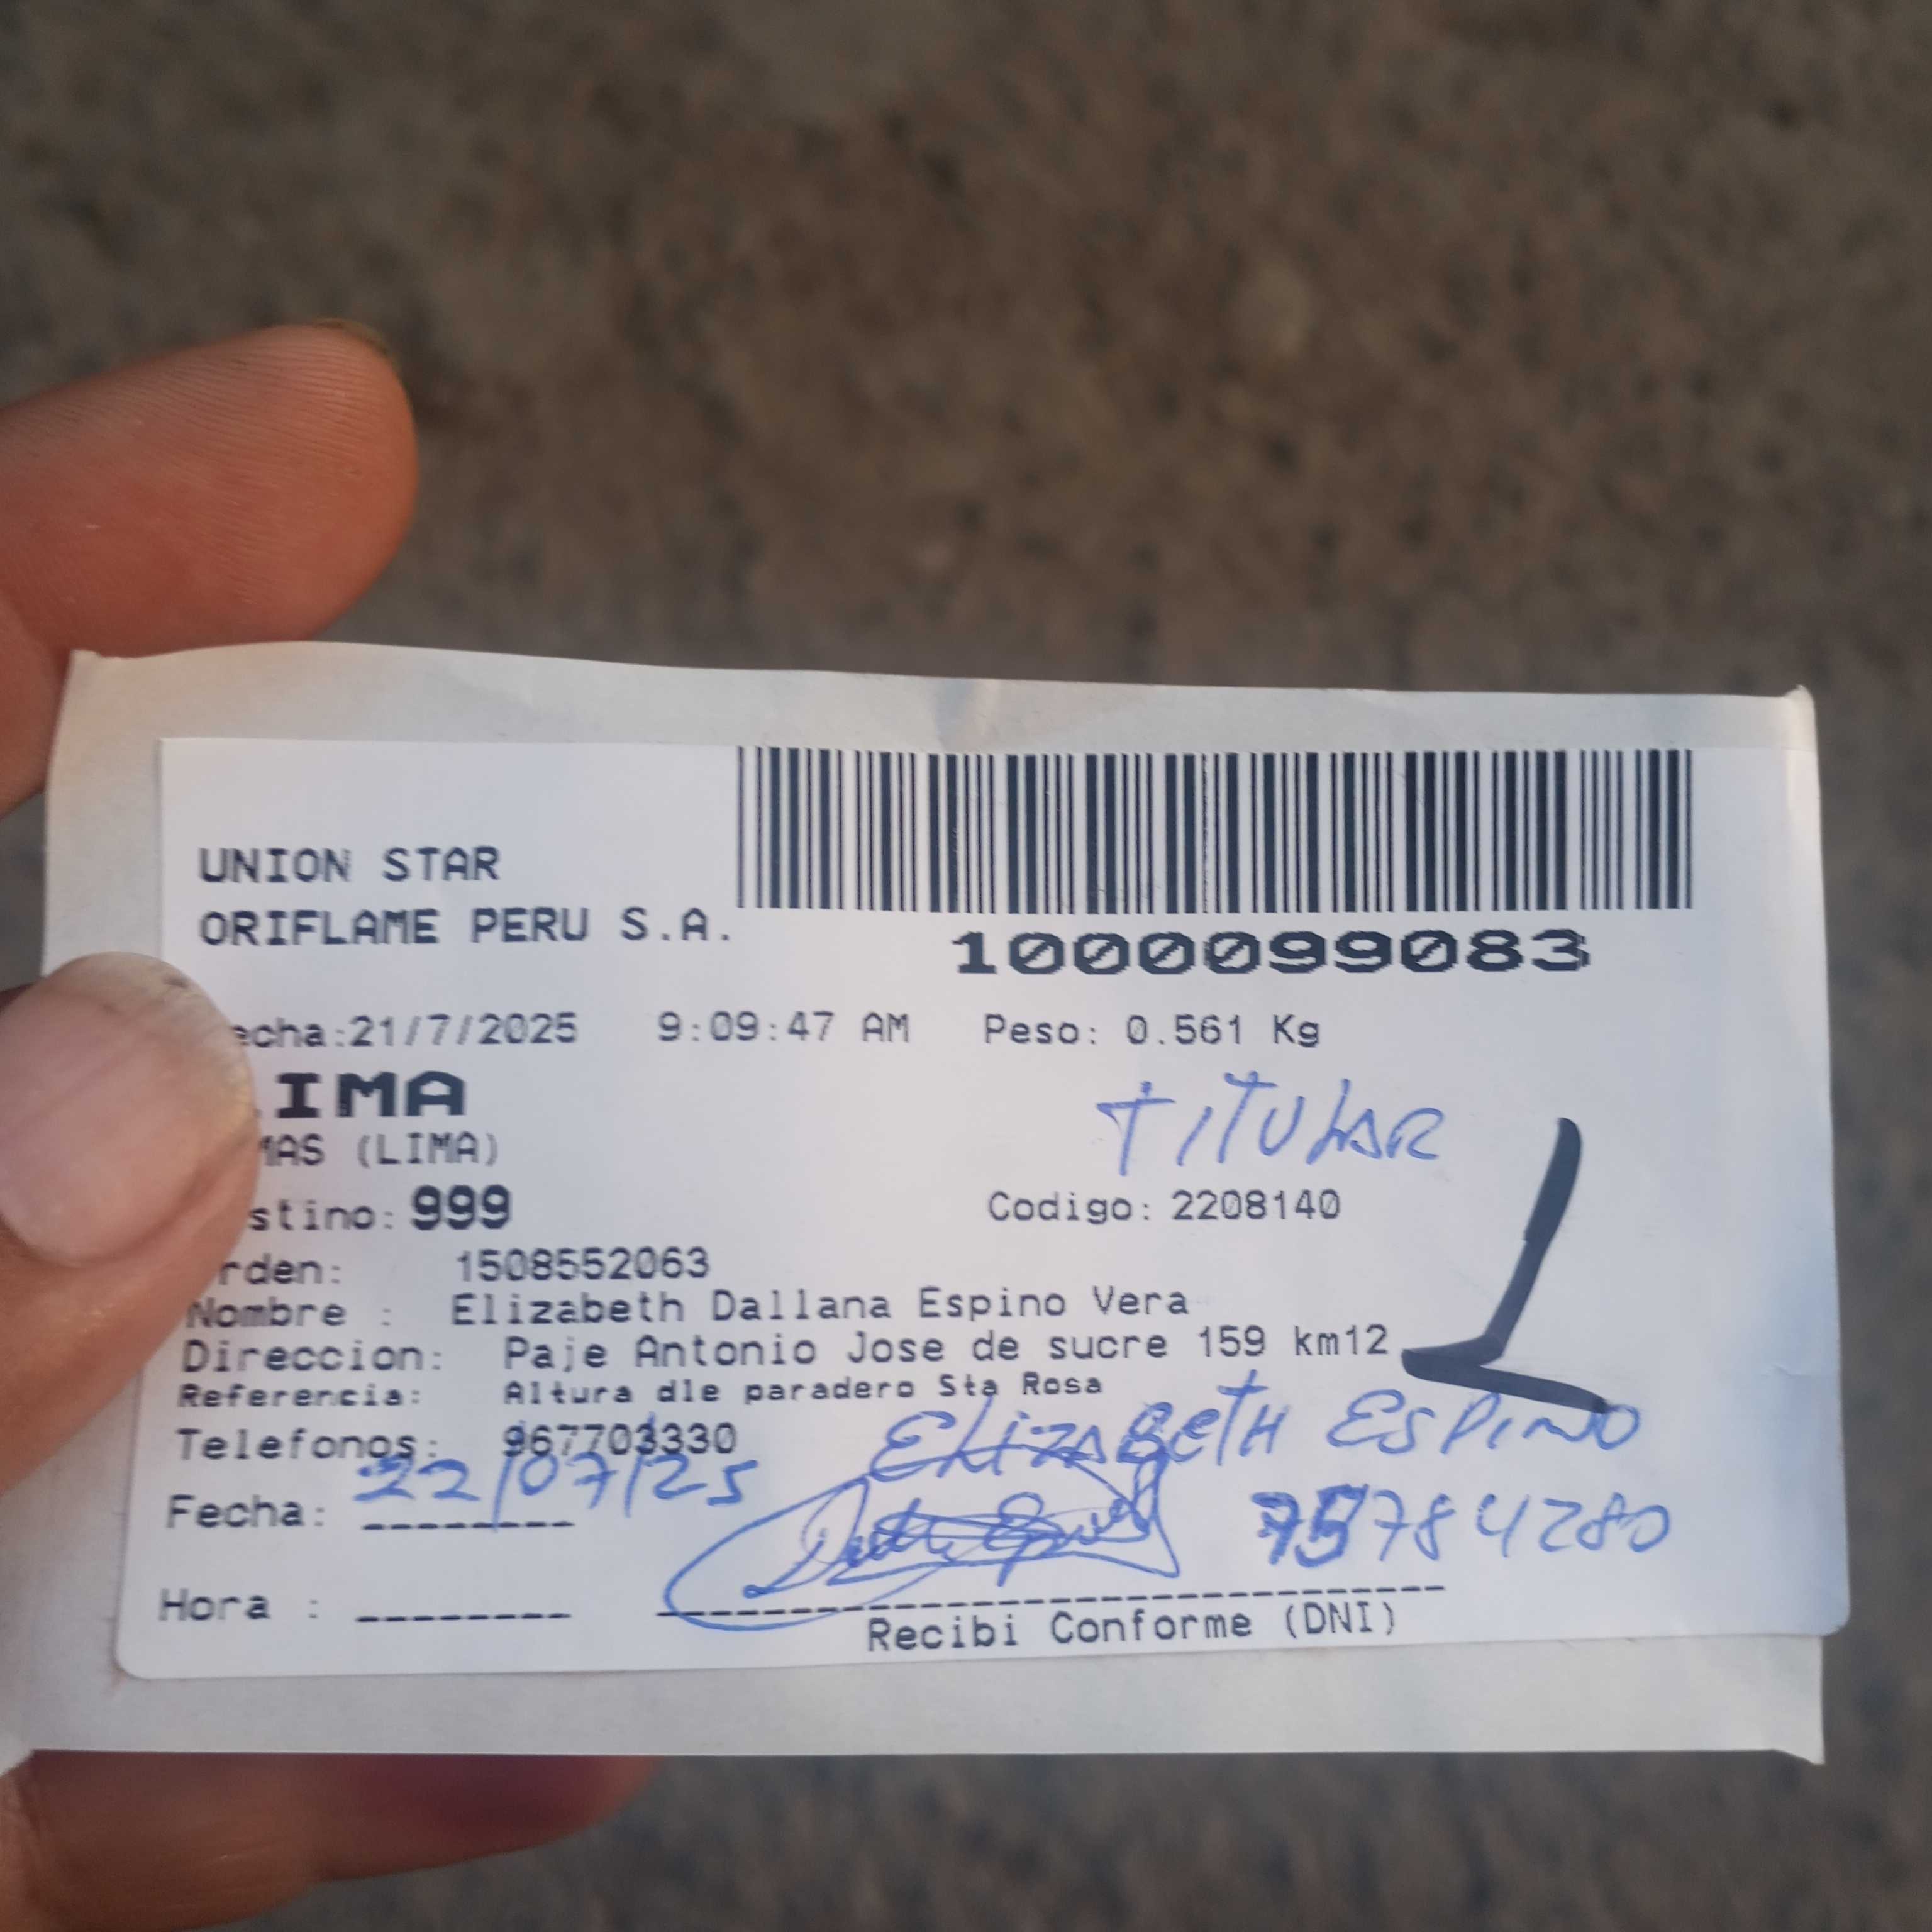 UNION STAR
ORIFLAME PERU S.A.
1000099083
echa:21/7/2025 9:09:47 AM Peso: 0.561 Kg
IMA
MAS (LIMA)
TITULAR
stino: 999 Codigo: 2208140
rden: 1508552063
Nombre : Elizabeth Dallana Espino Vera
Direccion: Paje Antonio Jose de sucre 159 km12
Referencia: Altura dle paradero Sta Rosa
Telefonos: 967703330
ELIZABETH ESPINO
Fecha: 22/07/25
75784280
Hora :
Recibi Conforme (DNI)